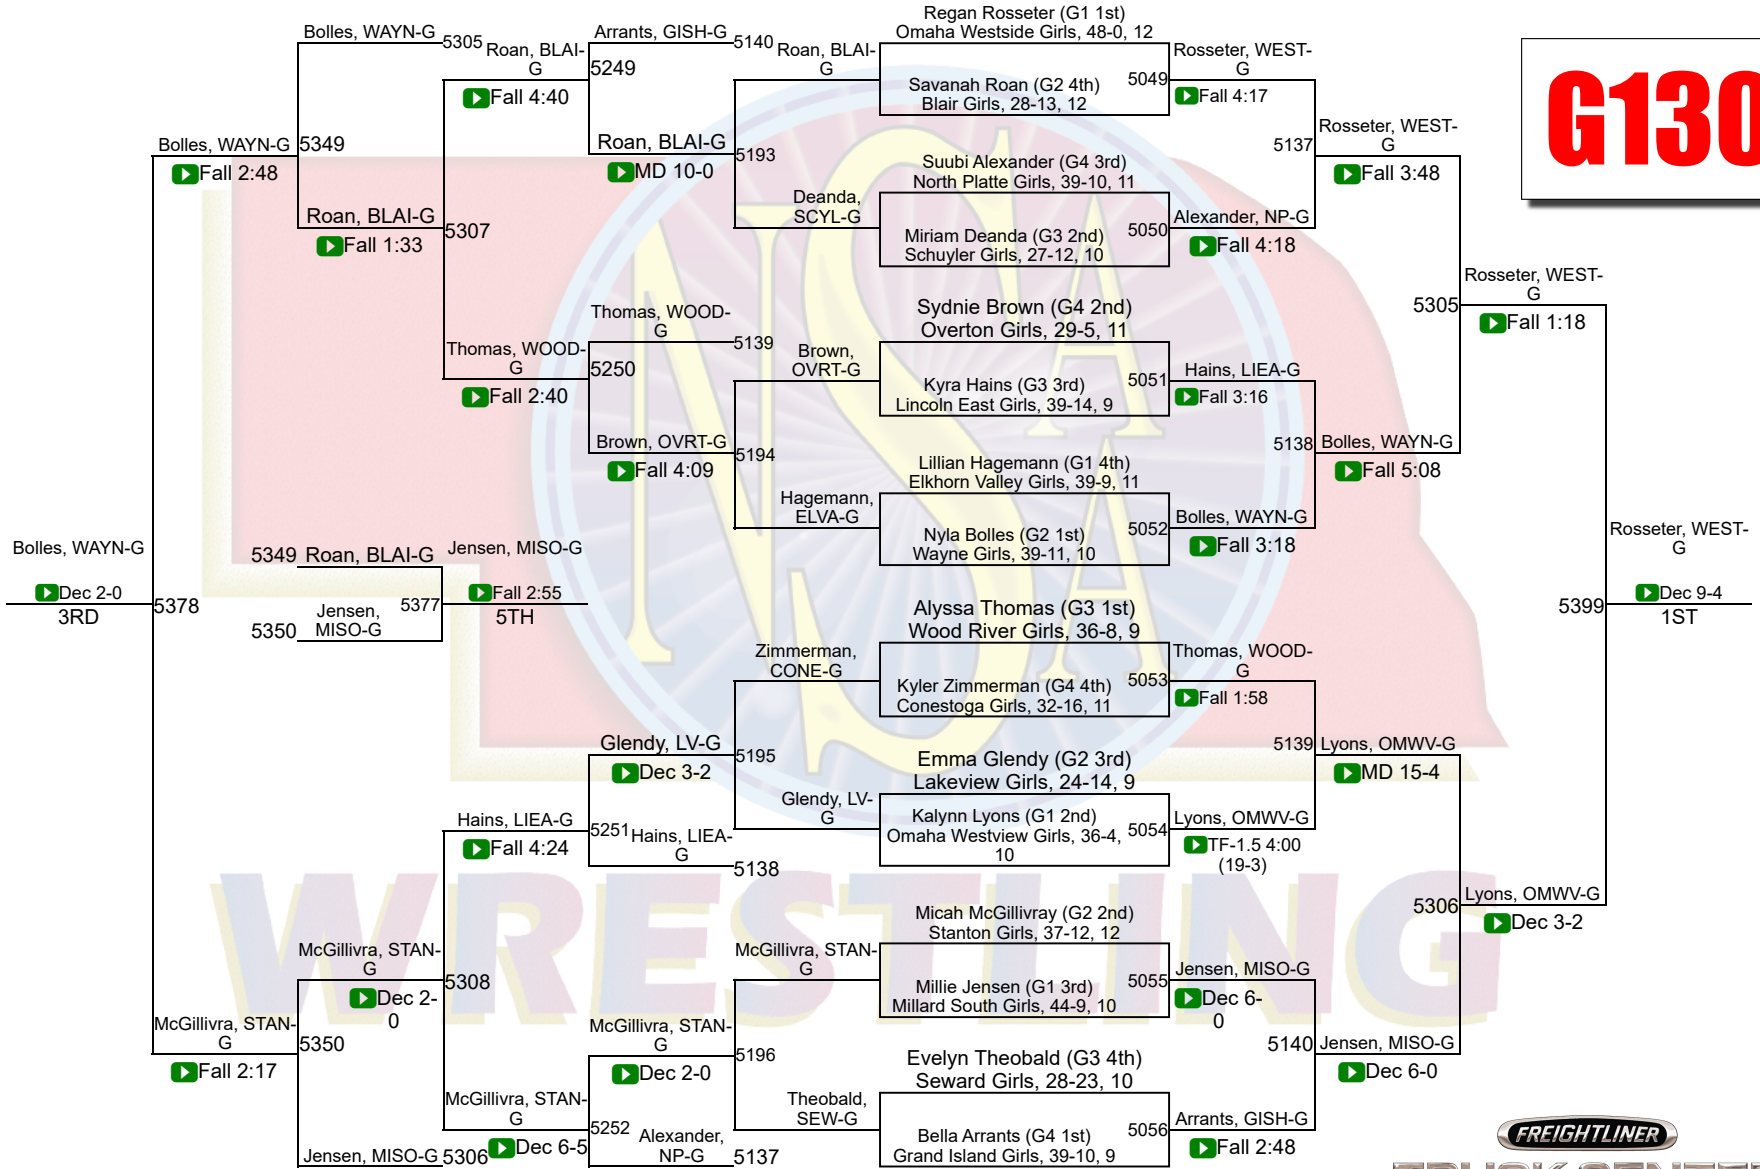 Regan Rosseter (G1 1st)
Omaha Westside Girls, 48-0, 12
Savanah Roan (G2 4th)
Blair Girls, 28-13, 12
5049
Suubi Alexander (G4 3rd)
North Platte Girls, 39-10, 11
Miriam Deanda (G3 2nd)
Schuyler Girls, 27-12, 10
5050
Sydnie Brown (G4 2nd)
Overton Girls, 29-5, 11
Kyra Hains (G3 3rd)
Lincoln East Girls, 39-14, 9
5051
Lillian Hagemann (G1 4th)
Elkhorn Valley Girls, 39-9, 11
Nyla Bolles (G2 1st)
Wayne Girls, 39-11, 10
5052
Alyssa Thomas (G3 1st)
Wood River Girls, 36-8, 9
Kyler Zimmerman (G4 4th)
Conestoga Girls, 32-16, 11
5053
Emma Glendy (G2 3rd)
Lakeview Girls, 24-14, 9
Kalynn Lyons (G1 2nd)
Omaha Westview Girls, 36-4,
10
5054
Micah McGillivray (G2 2nd)
Stanton Girls, 37-12, 12
Millie Jensen (G1 3rd)
Millard South Girls, 44-9, 10
5055
Evelyn Theobald (G3 4th)
Seward Girls, 28-23, 10
Bella Arrants (G4 1st)
Grand Island Girls, 39-10, 9
5056
Rosseter, WEST-
G
Fall 4:17
Alexander, NP-G
Fall 4:18
Hains, LIEA-G
Fall 3:16
Bolles, WAYN-G
Fall 3:18
Thomas, WOOD-
G
Fall 1:58
Lyons, OMWV-G
TF-1.5 4:00
(19-3)
Jensen, MISO-G
Dec 6-
0
Arrants, GISH-G
Fall 2:48
5137
Rosseter, WEST-
G
Fall 3:48
5138
Bolles, WAYN-G
Fall 5:08
5139
Lyons, OMWV-G
MD 15-4
5140
Jensen, MISO-G
Dec 6-0
5305
Rosseter, WEST-
G
Fall 1:18
5306
Lyons, OMWV-G
Dec 3-2
5399
Rosseter, WEST-
G
Dec 9-4
1ST
G130
Roan, BLAI-
G
Deanda,
SCYL-G
Brown,
OVRT-G
Hagemann,
ELVA-G
Zimmerman,
CONE-G
Glendy, LV-
G
McGillivra, STAN-
G
Theobald,
SEW-G
Arrants, GISH-G
5140
5249
Roan, BLAI-G
5193
MD 10-0
Thomas, WOOD-
G
5139
5250
Brown, OVRT-G
5194
Fall 4:09
Glendy, LV-G
5195
Dec 3-2
5251
Hains, LIEA-
G
5138
McGillivra, STAN-
G
5196
Dec 2-0
5252
Alexander,
NP-G
5137
Bolles, WAYN-G
5305
Roan, BLAI-
G
Fall 4:40
5307
Thomas, WOOD-
G
Fall 2:40
Hains, LIEA-G
Fall 4:24
5308
McGillivra, STAN-
G
Dec 6-5
Roan, BLAI-G
Fall 1:33
5349
McGillivra, STAN-
G
Dec 2-
0
5350
Jensen, MISO-G
5306
Bolles, WAYN-G
Fall 2:48
McGillivra, STAN-
G
Fall 2:17
5378
Bolles, WAYN-G
Dec 2-0
3RD
5349
Roan, BLAI-G
5350
Jensen,
MISO-G
5377
Jensen, MISO-G
Fall 2:55
5TH
NSAA
WRESTLING
FREIGHTLINER